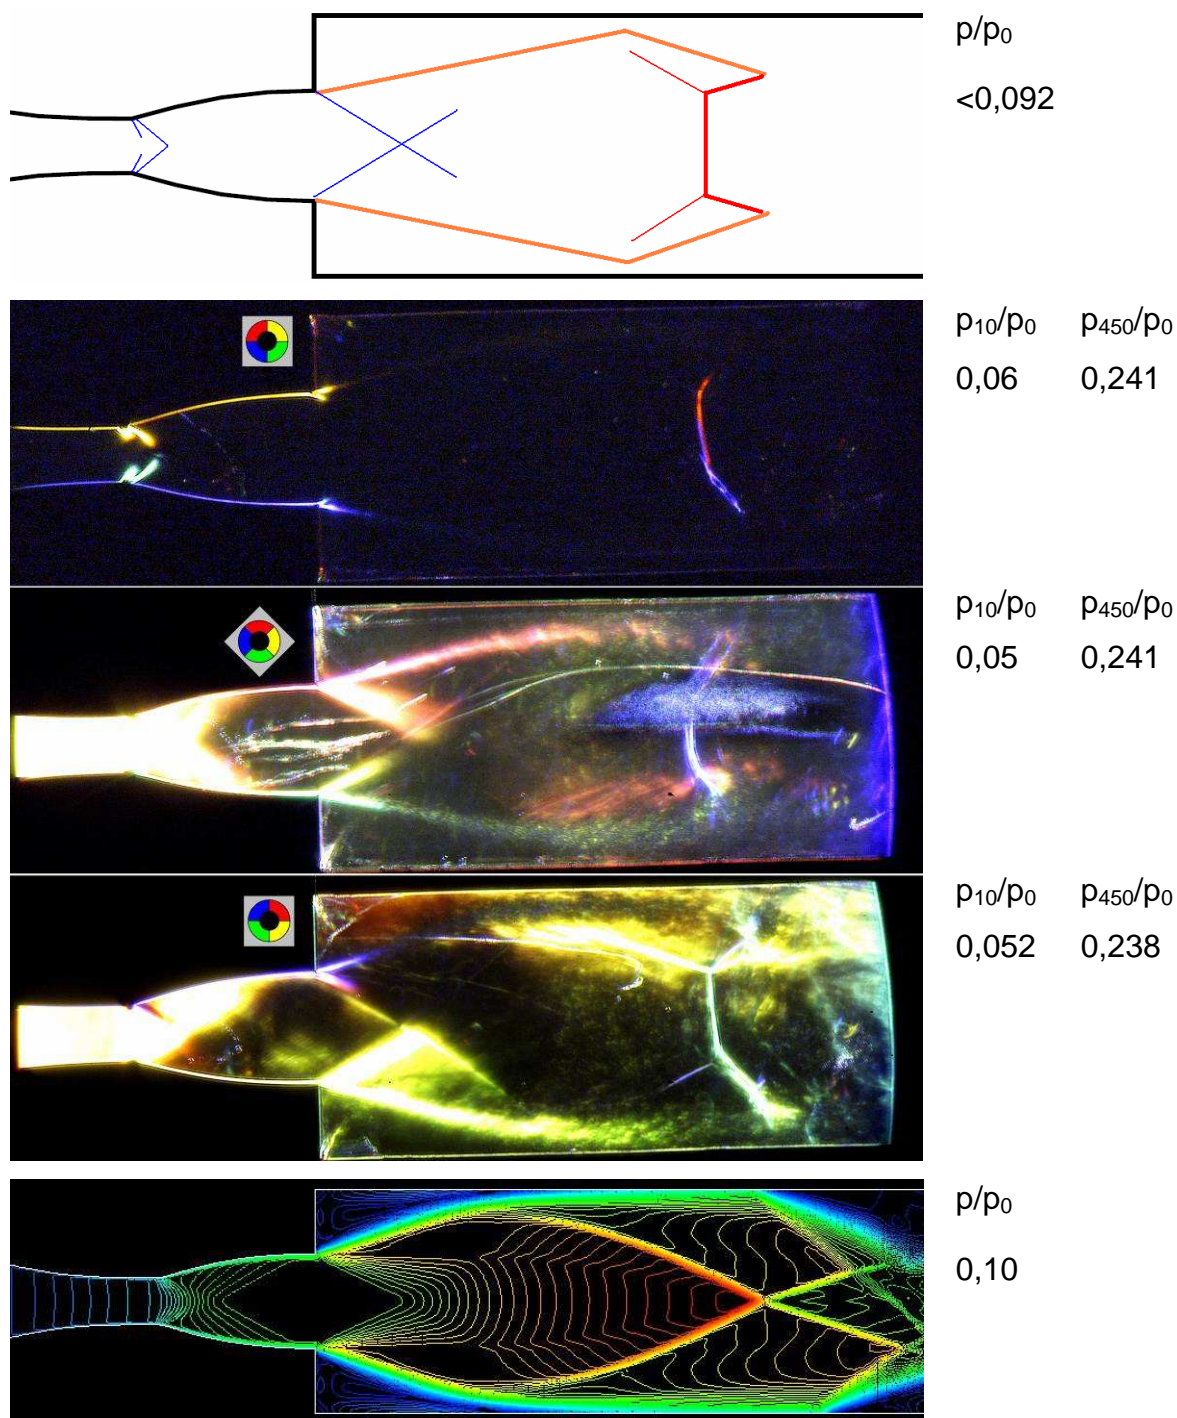 p/p₀
<0,092
p₁₀/p₀ p₄₅₀/p₀
0,06 0,241
p₁₀/p₀ p₄₅₀/p₀
0,05 0,241
p₁₀/p₀ p₄₅₀/p₀
0,052 0,238
p/p₀
0,10